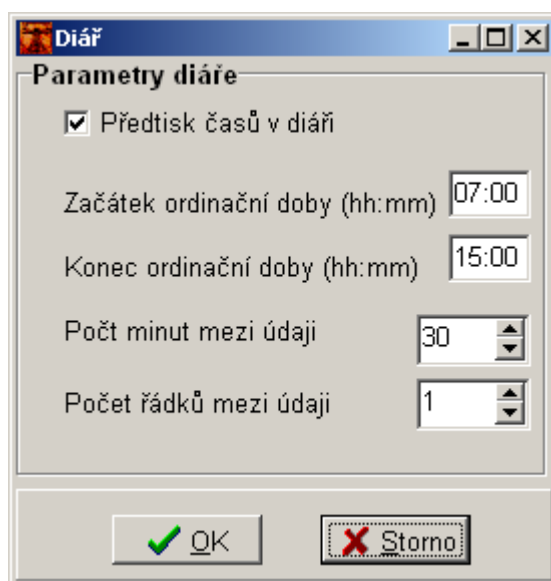 Diář
Parametry diáře
Předtisk časů v diáři
Začátek ordinační doby (hh:mm) 07:00
Konec ordinační doby (hh:mm) 15:00
Počt minut mezi údaji 30
Počet řádků mezi údaji 1
OK Storno